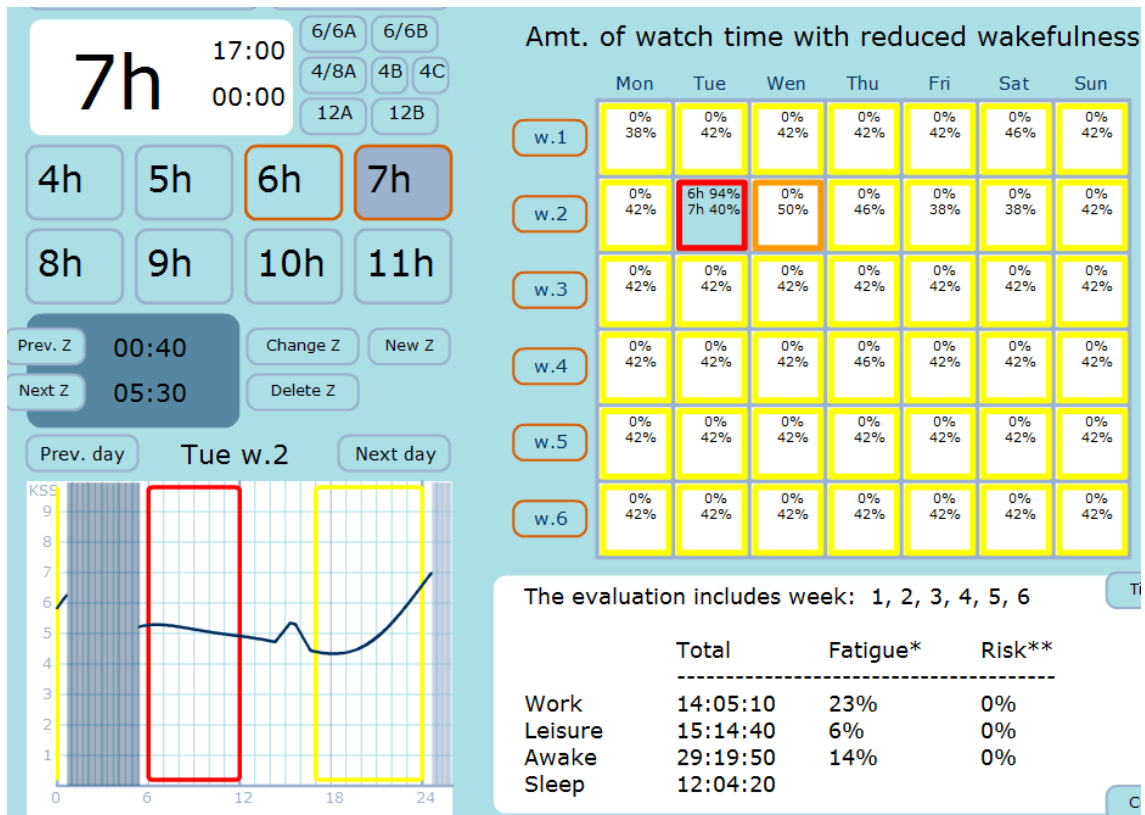 6/6A 6/6B
7h 17:00 4/8A 4B 4C
00:00 12A 12B
4h 5h 6h 7h
8h 9h 10h 11h
Prev. Z 00:40 Change Z New Z
Next Z 05:30 Delete Z
Prev. day Tue w.2 Next day
KSS
9
8
7
6
5
4
3
2
1
0 6 12 18 24
Amt. of watch time with reduced wakefulness
Mon Tue Wen Thu Fri Sat Sun
w.1
0% 0% 0% 0% 0% 0% 0%
38% 42% 42% 42% 42% 46% 42%
w.2
0% 6h 94% 0% 0% 0% 0% 0%
42% 7h 40% 50% 46% 38% 38% 42%
w.3
0% 0% 0% 0% 0% 0% 0%
42% 42% 42% 42% 42% 42% 42%
w.4
0% 0% 0% 0% 0% 0% 0%
42% 42% 42% 46% 42% 42% 42%
w.5
0% 0% 0% 0% 0% 0% 0%
42% 42% 42% 42% 42% 42% 42%
w.6
0% 0% 0% 0% 0% 0% 0%
42% 42% 42% 42% 42% 42% 42%
The evaluation includes week: 1, 2, 3, 4, 5, 6
Total Fatigue* Risk**
---------------------------------------
Work 14:05:10 23% 0%
Leisure 15:14:40 6% 0%
Awake 29:19:50 14% 0%
Sleep 12:04:20